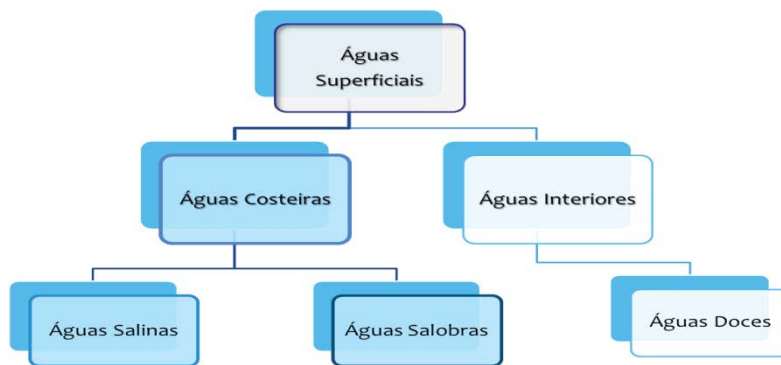 Águas
Superficiais
Águas Costeiras
Águas Interiores
Águas Salinas
Águas Salobras
Águas Doces